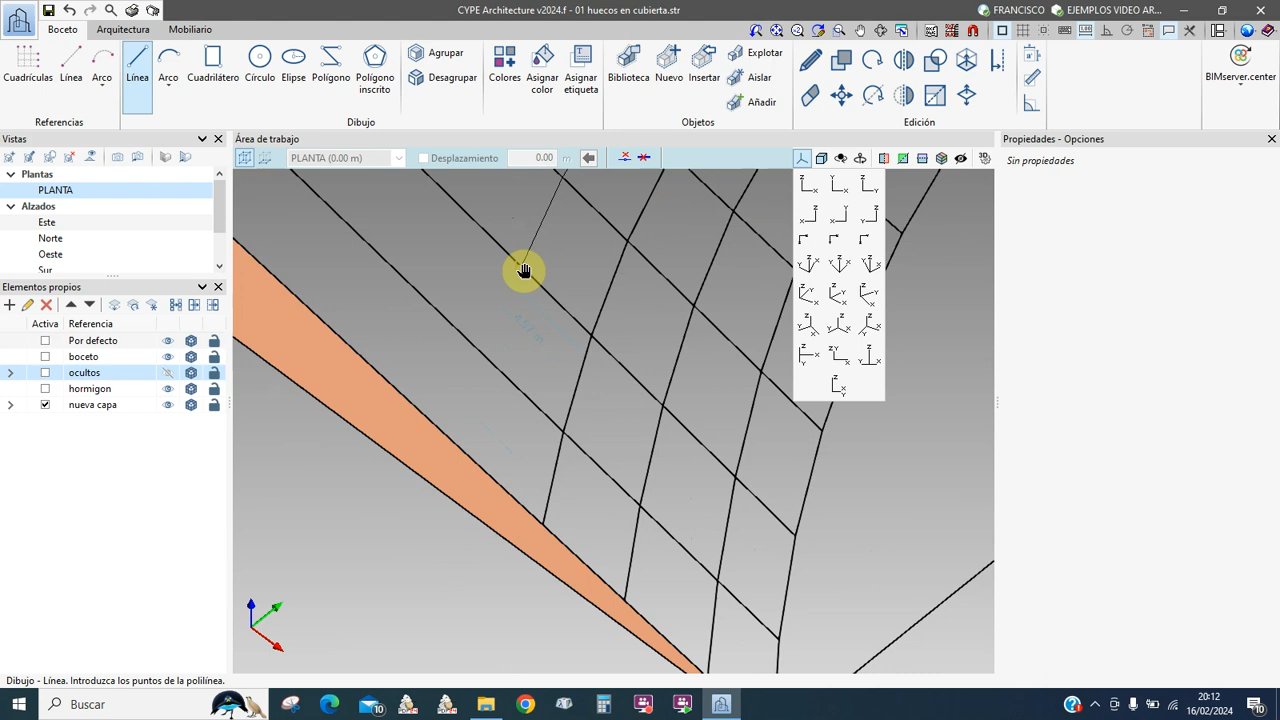 CYPE Architecture v2024.f - 01 huecos en cubierta.str
FRANCISCO
EJEMPLOS VIDEO AR...
Boceto
Arquitectura
Mobiliario
Cuadrículas
Línea
Arco
Línea
Arco
Cuadrilátero
Círculo
Elipse
Polígono
Polígono inscrito
Agrupar
Desagrupar
Colores
Asignar color
Asignar etiqueta
Biblioteca
Nuevo
Insertar
Explotar
Aislar
Añadir
BIMserver.center
Referencias
Dibujo
Objetos
Edición
Vistas
Área de trabajo
Propiedades - Opciones
PLANTA (0.00 m)
Desplazamiento
0.00
m
Sin propiedades
Plantas
PLANTA
Alzados
Este
Norte
Oeste
Sur
Elementos propios
Activa
Referencia
Por defecto
boceto
ocultos
hormigon
nueva capa
Dibujo - Línea. Introduzca los puntos de la polilínea.
Buscar
10
20:12
16/02/2024
10